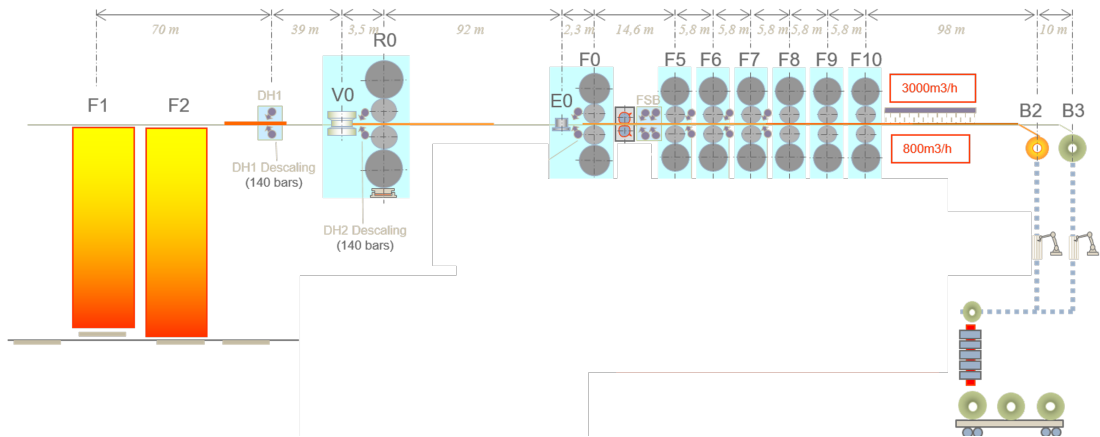 70 m
39 m
3,5 m
92 m
2,3 m
14,6 m
5,8 m
5,8 m
5,8 m
5,8 m
5,8 m
98 m
10 m
R0
F0
F5
F6
F7
F8
F9
F10
F1
F2
DH1
V0
E0
FSB
3000m3/h
B2
B3
800m3/h
DH1 Descaling
(140 bars)
DH2 Descaling
(140 bars)